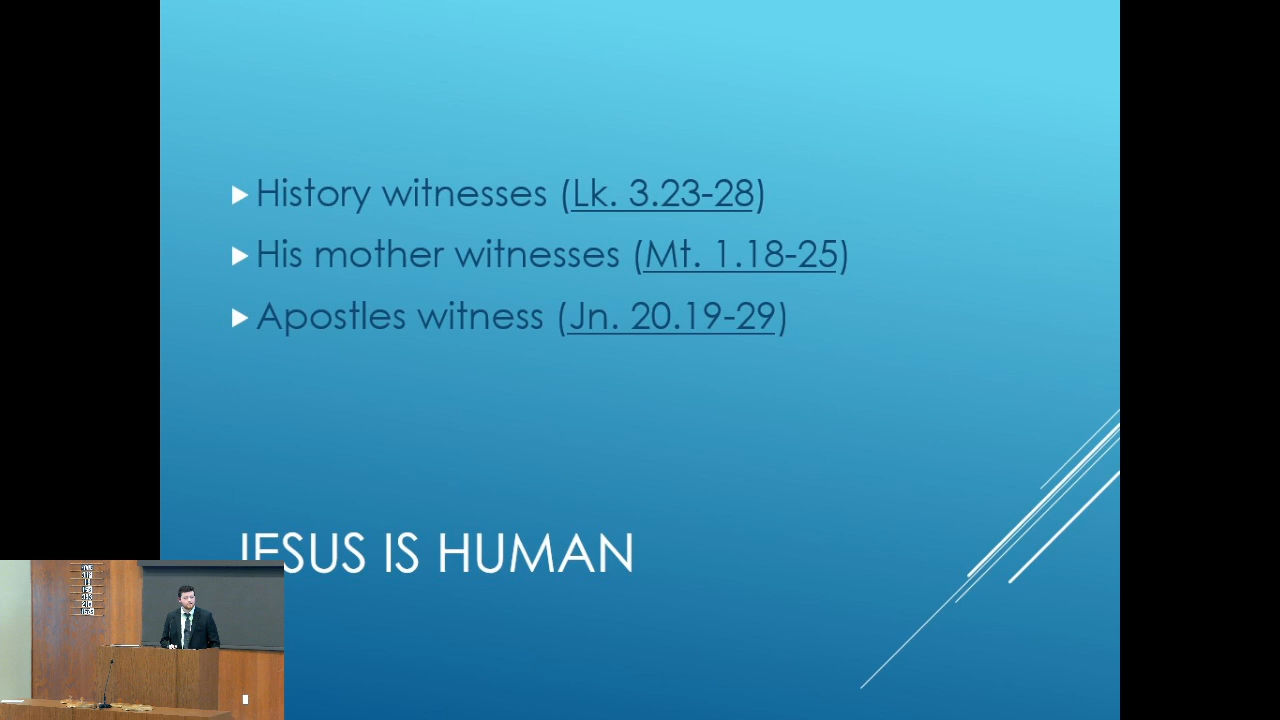 History witnesses (Lk. 3.23-28)
His mother witnesses (Mt. 1.18-25)
Apostles witness (Jn. 20.19-29)
JESUS IS HUMAN